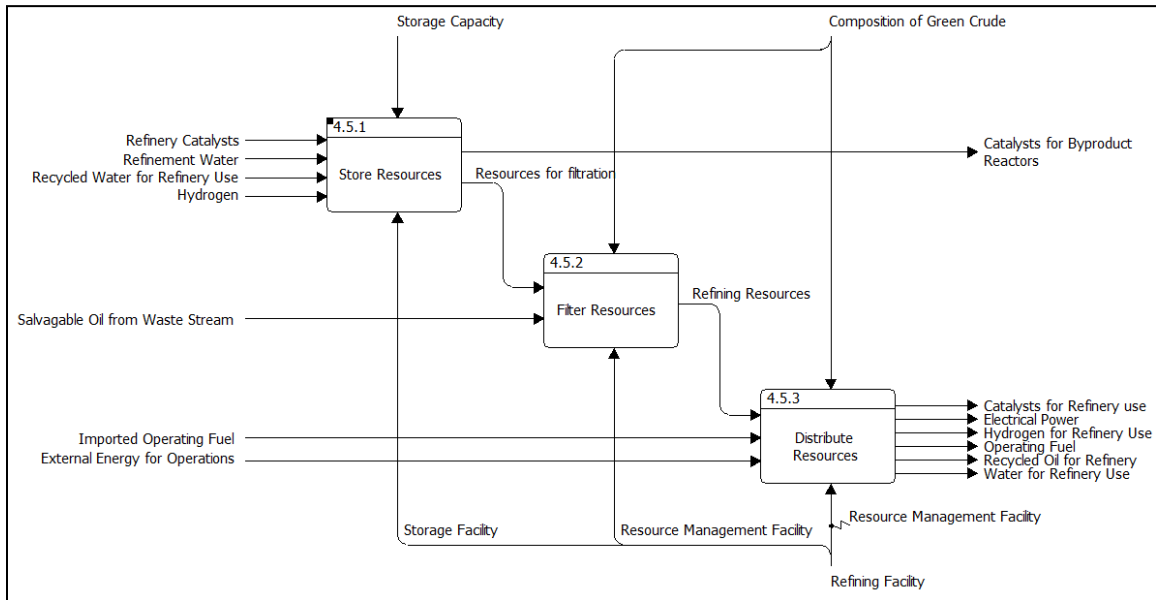 Storage Capacity
Composition of Green Crude
4.5.1
Store Resources
Refinery Catalysts
Refinement Water
Recycled Water for Refinery Use
Hydrogen
Catalysts for Byproduct
Reactors
Resources for filtration
4.5.2
Filter Resources
Salvagable Oil from Waste Stream
Refining Resources
4.5.3
Distribute
Resources
Imported Operating Fuel
External Energy for Operations
Catalysts for Refinery use
Electrical Power
Hydrogen for Refinery Use
Operating Fuel
Recycled Oil for Refinery
Water for Refinery Use
Storage Facility
Resource Management Facility
Resource Management Facility
Refining Facility